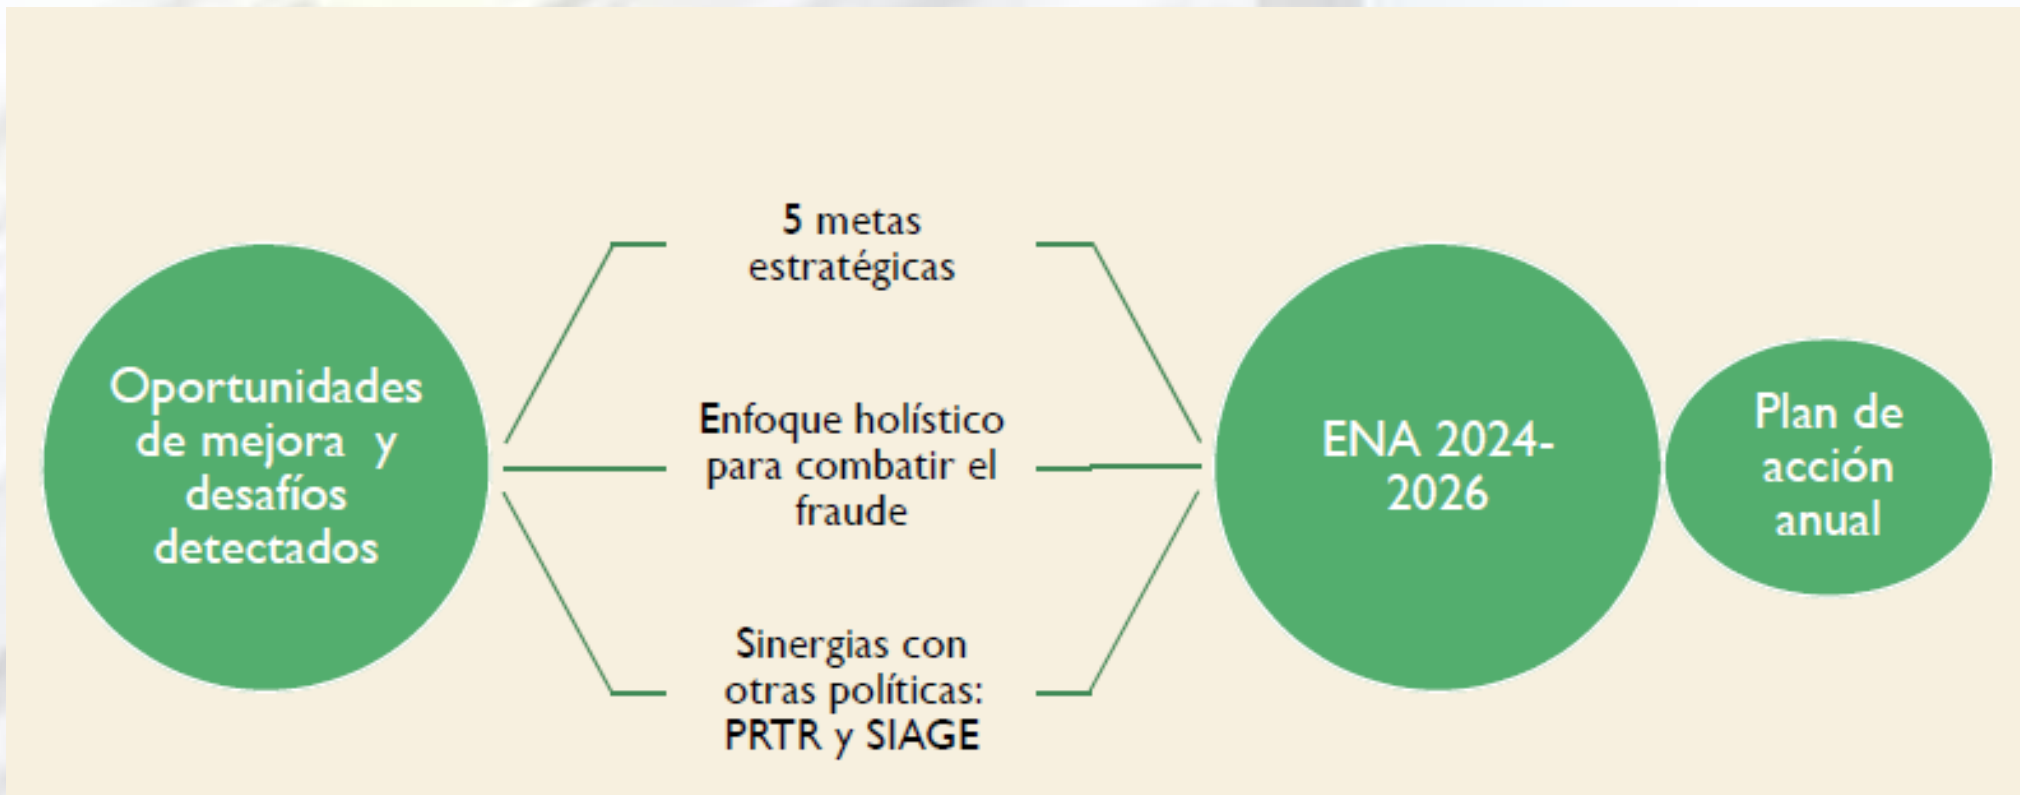 Oportunidades
de mejora y
desafíos
detectados
5 metas
estratégicas
Enfoque holístico
para combatir el
fraude
Sinergias con
otras políticas:
PRTR y SIAGE
ENA 2024-
2026
Plan de
acción
anual